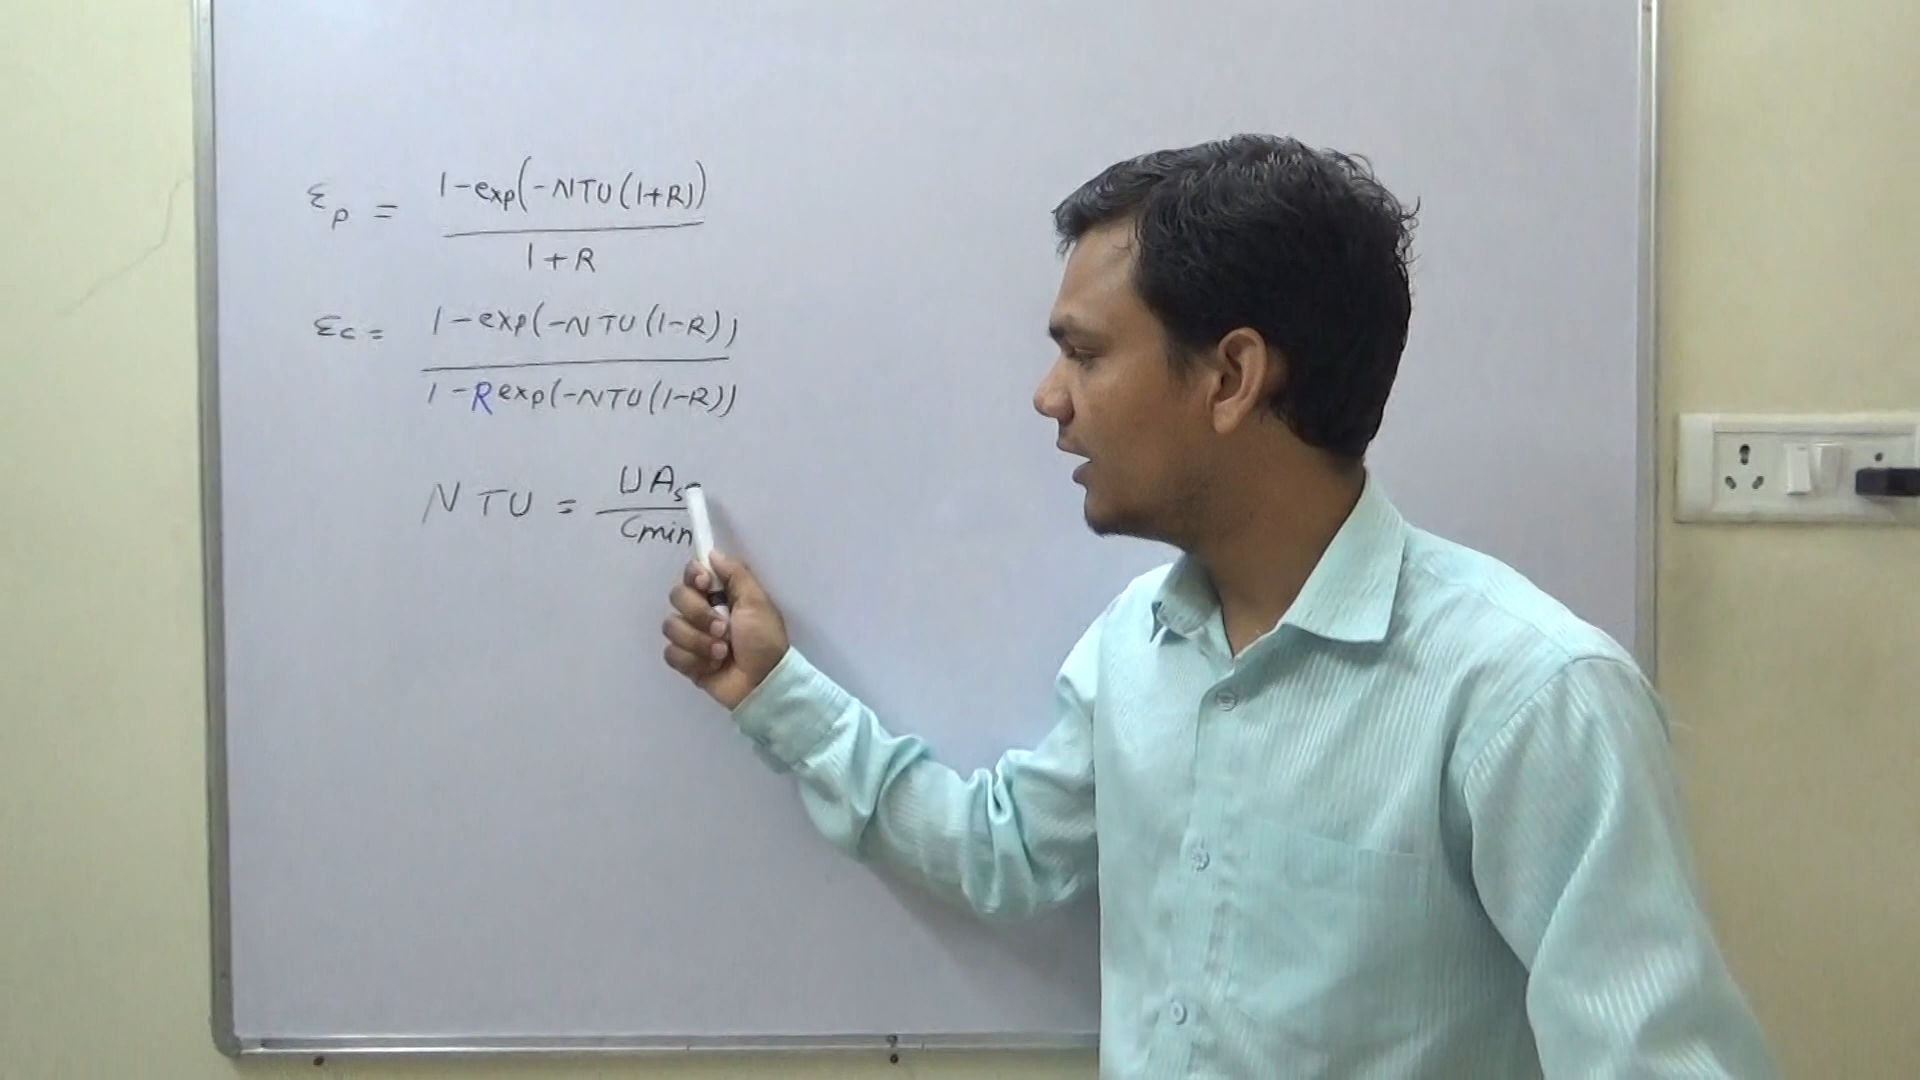 εp = 1-exp(-NTU(1+R))
1+R
εc = 1-exp(-NTU(1-R))
1-Rexp(-NTU(1-R))
NTU = UAs
Cmin